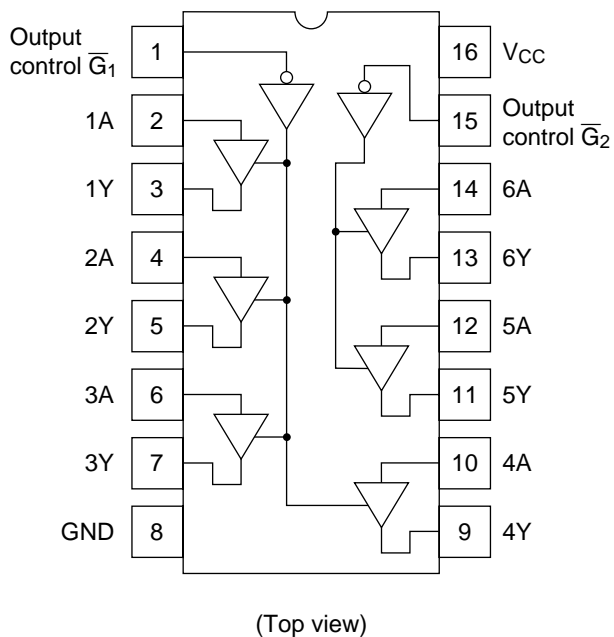 Output
control G̅1
1
16
VCC
1A
2
15
Output
control G̅2
1Y
3
14
6A
2A
4
13
6Y
2Y
5
12
5A
3A
6
11
5Y
3Y
7
10
4A
GND
8
9
4Y
(Top view)